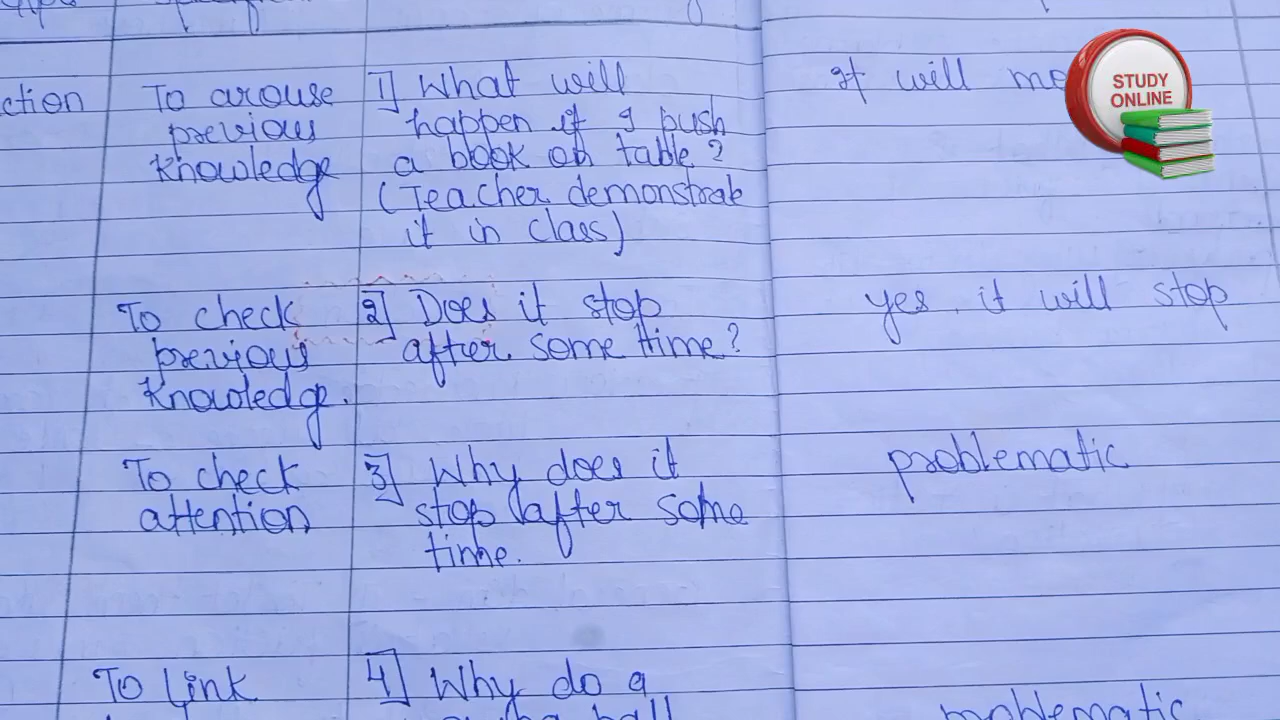 ction To arouse 1] What will It will
previous happen if I push
knowledge a book on table?
(Teacher demonstrate
it in class)
To check 2] Does it stop yes, it will stop
previous after some time?
knowledge.
To check 3] Why does it problematic
attention stop after some
time.
To link 4] Why do a
ball problematic
STUDY
ONLINE